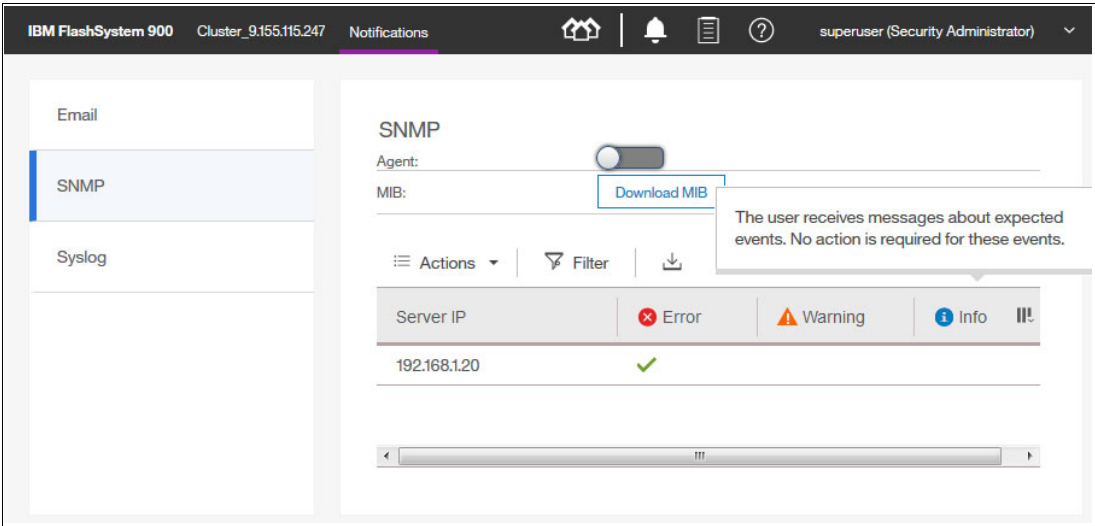 IBM FlashSystem 900 Cluster_9.155.115.247 Notifications superuser (Security Administrator)
Email
SNMP
Syslog
SNMP
Agent:
MIB: Download MIB
The user receives messages about expected
events. No action is required for these events.
Actions Filter
Server IP Error Warning Info
192.168.1.20